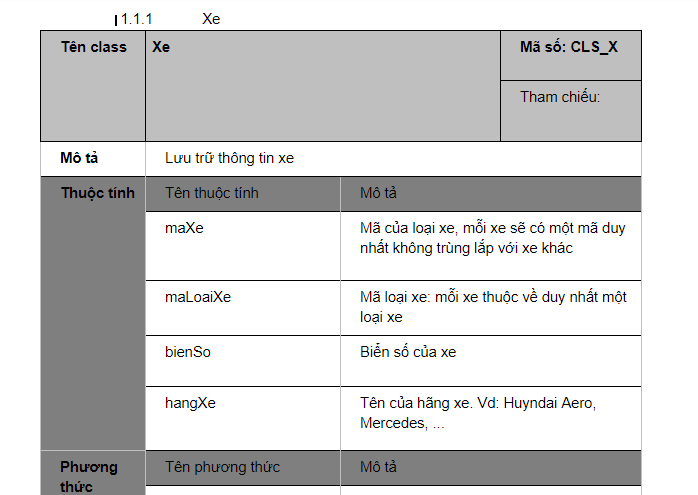 1.1.1 Xe
Tên class Xe Mã số: CLS_X
Tham chiếu:
Mô tả Lưu trữ thông tin xe
Thuộc tính Tên thuộc tính Mô tả
maXe Mã của loại xe, mỗi xe sẽ có một mã duy
nhất không trùng lắp với xe khác
maLoaiXe Mã loại xe: mỗi xe thuộc về duy nhất một
loại xe
bienSo Biển số của xe
hangXe Tên của hãng xe. Vd: Huyndai Aero,
Mercedes, ...
Phương Tên phương thức Mô tả
thức